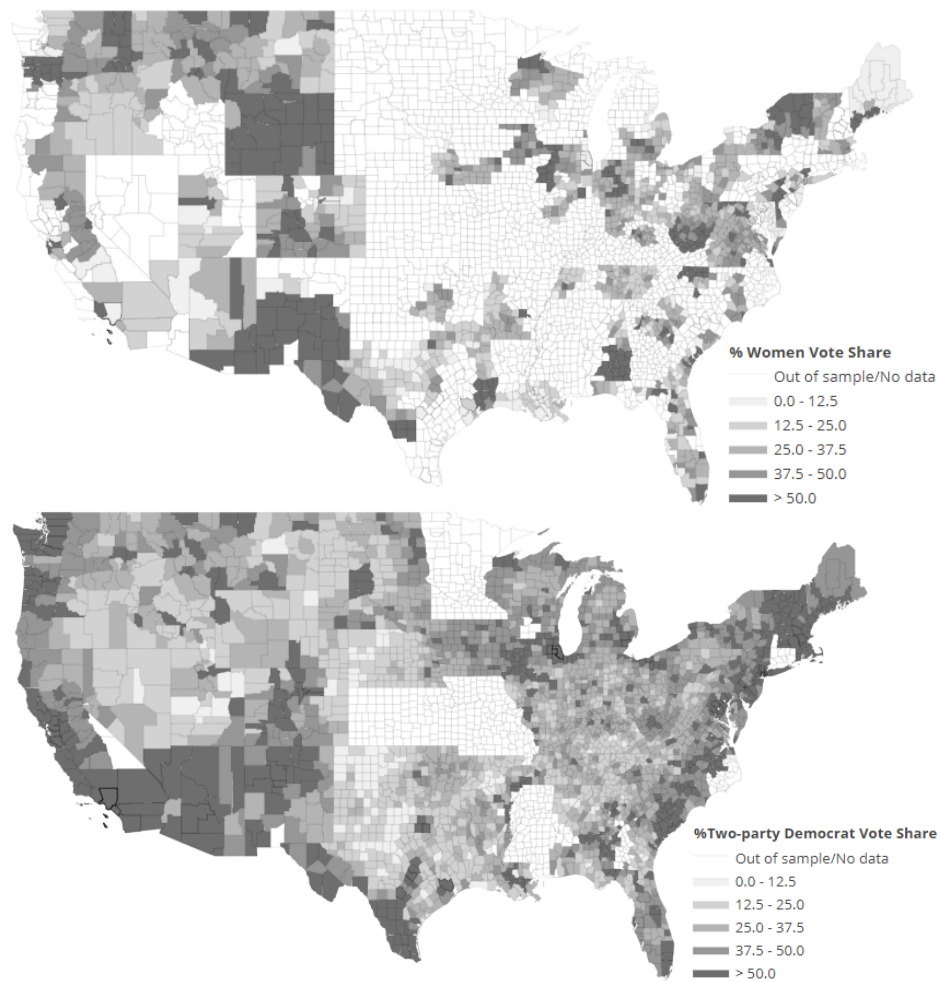 % Women Vote Share
Out of sample/No data
0.0 - 12.5
12.5 - 25.0
25.0 - 37.5
37.5 - 50.0
> 50.0
%Two-party Democrat Vote Share
Out of sample/No data
0.0 - 12.5
12.5 - 25.0
25.0 - 37.5
37.5 - 50.0
> 50.0